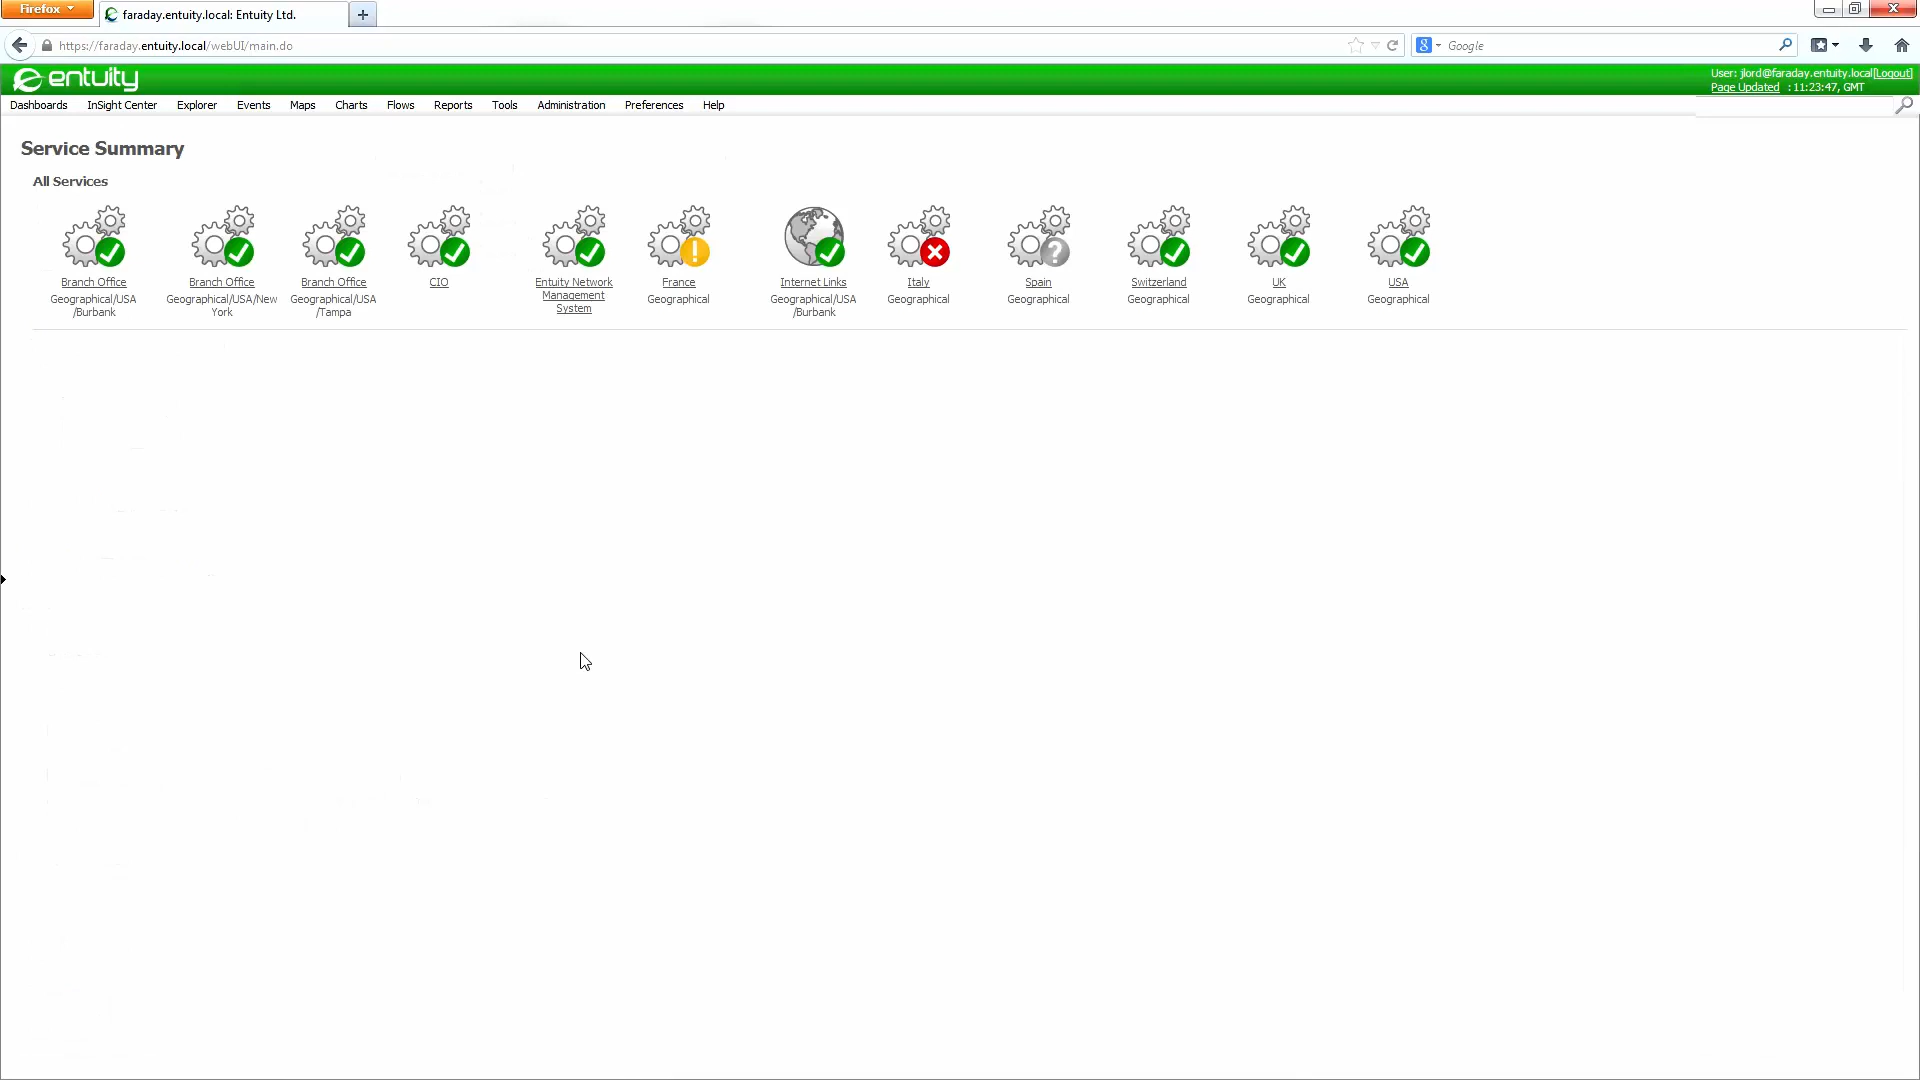 Firefox
faraday.entuity.local: Entuity Ltd.
https://faraday.entuity.local/webUI/main.do
Google
entuity
User: jlord@faraday.entuity.local[Logout]
Page Updated : 11:23:47, GMT
Dashboards InSight Center Explorer Events Maps Charts Flows Reports Tools Administration Preferences Help
Service Summary
All Services
Branch Office
Geographical/USA
/Burbank
Branch Office
Geographical/USA/New
York
Branch Office
Geographical/USA
/Tampa
CIO
Entuity Network
Management
System
France
Geographical
Internet Links
Geographical/USA
/Burbank
Italy
Geographical
Spain
Geographical
Switzerland
Geographical
UK
Geographical
USA
Geographical